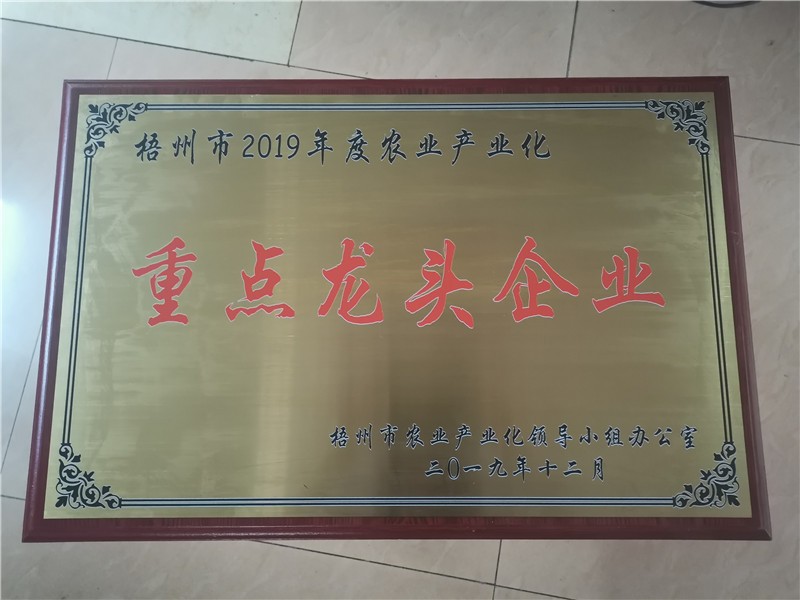 梧州市2019年度农业产业化
重点龙头企业
梧州市农业产业化领导小组办公室
二〇一九年十二月